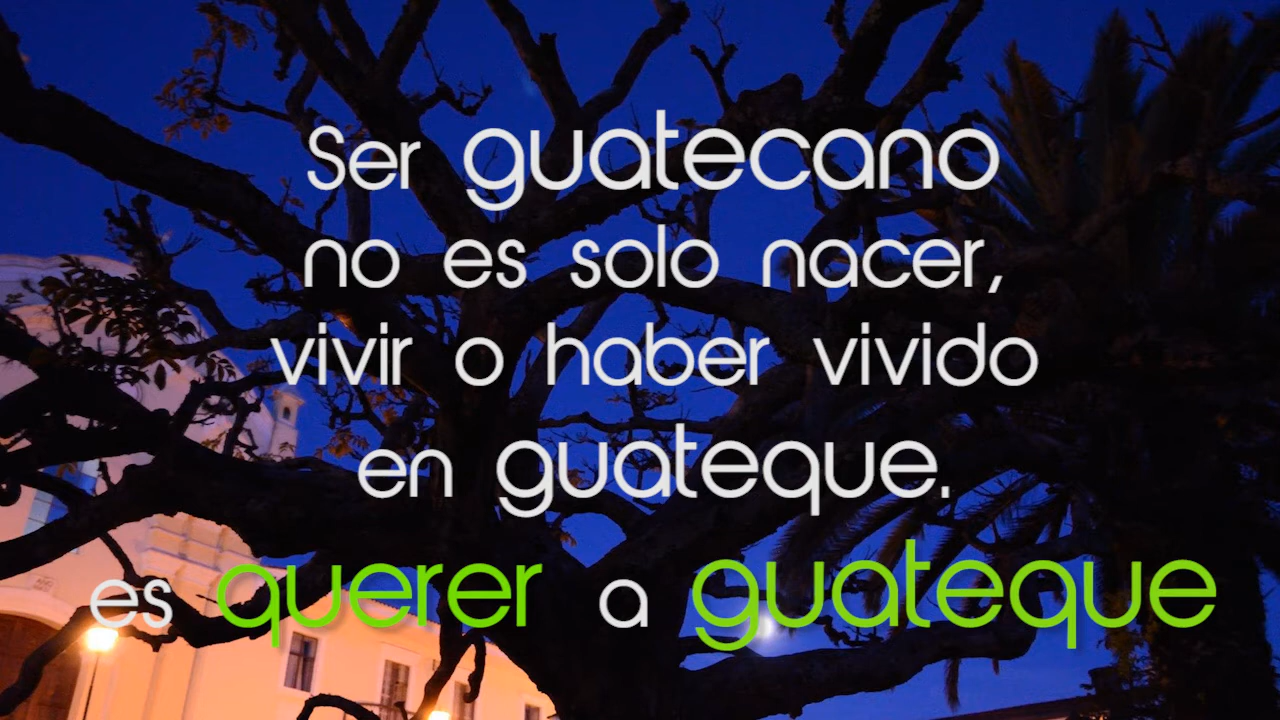 Ser guatecano
no es solo nacer,
vivir o haber vivido
en guateque.
es querer a guateque